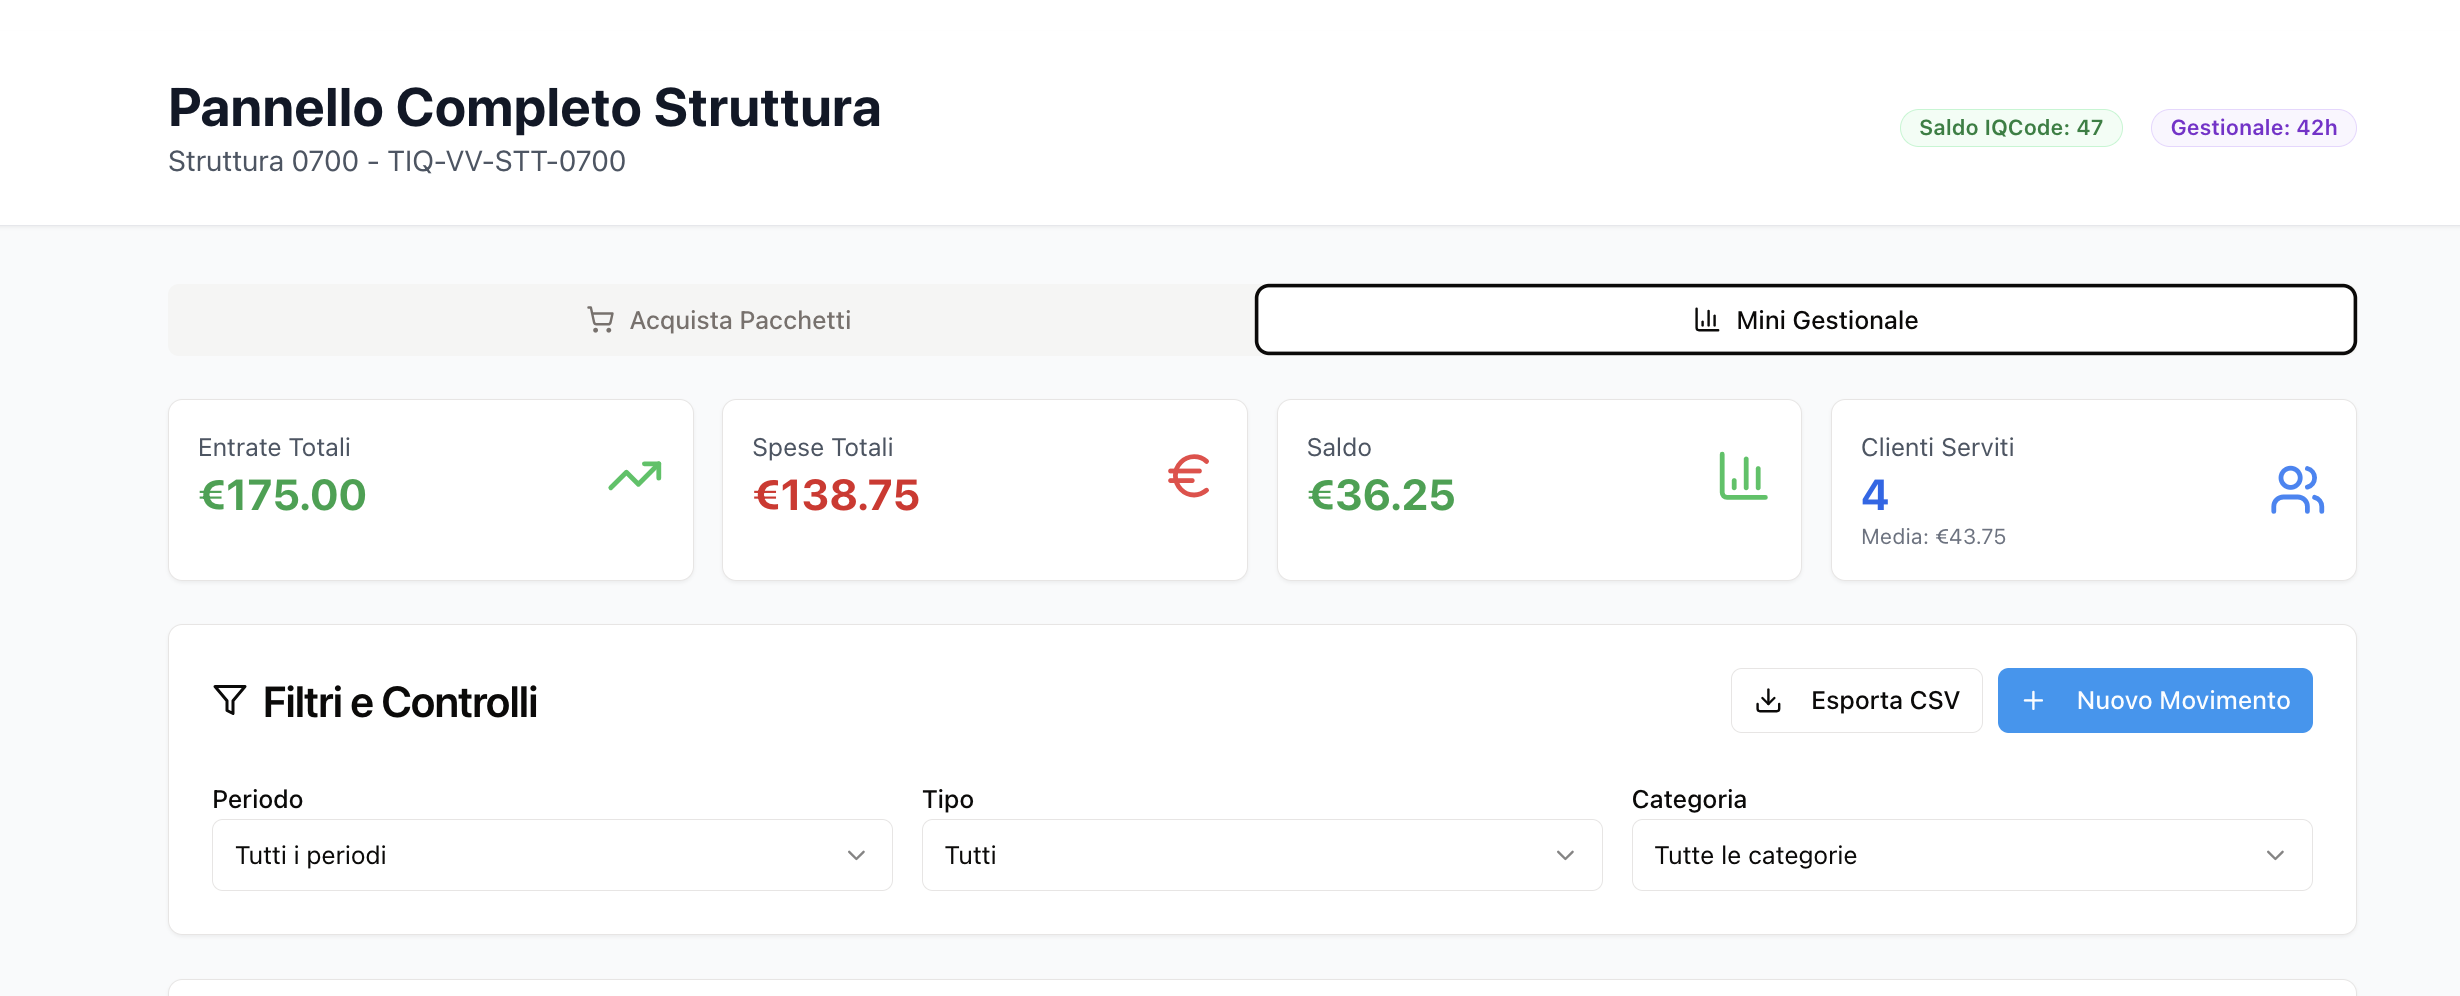 Pannello Completo Struttura
Struttura 0700 - TIQ-VV-STT-0700
Saldo IQCode: 47
Gestionale: 42h
Acquista Pacchetti
Mini Gestionale
Entrate Totali
€175.00
Spese Totali
€138.75
Saldo
€36.25
Clienti Serviti
4
Media: €43.75
Filtri e Controlli
Esporta CSV
Nuovo Movimento
Periodo
Tutti i periodi
Tipo
Tutti
Categoria
Tutte le categorie